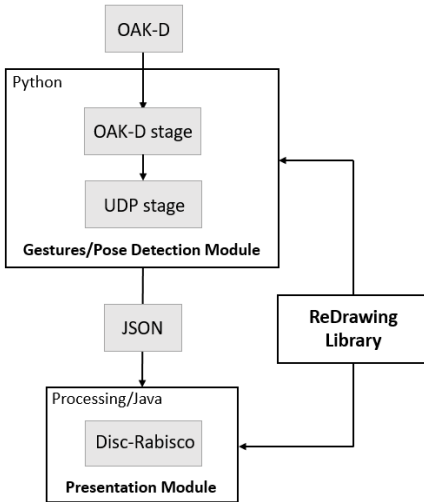 OAK-D
Python
OAK-D stage
UDP stage
Gestures/Pose Detection Module
JSON
ReDrawing
Library
Processing/Java
Disc-Rabisco
Presentation Module